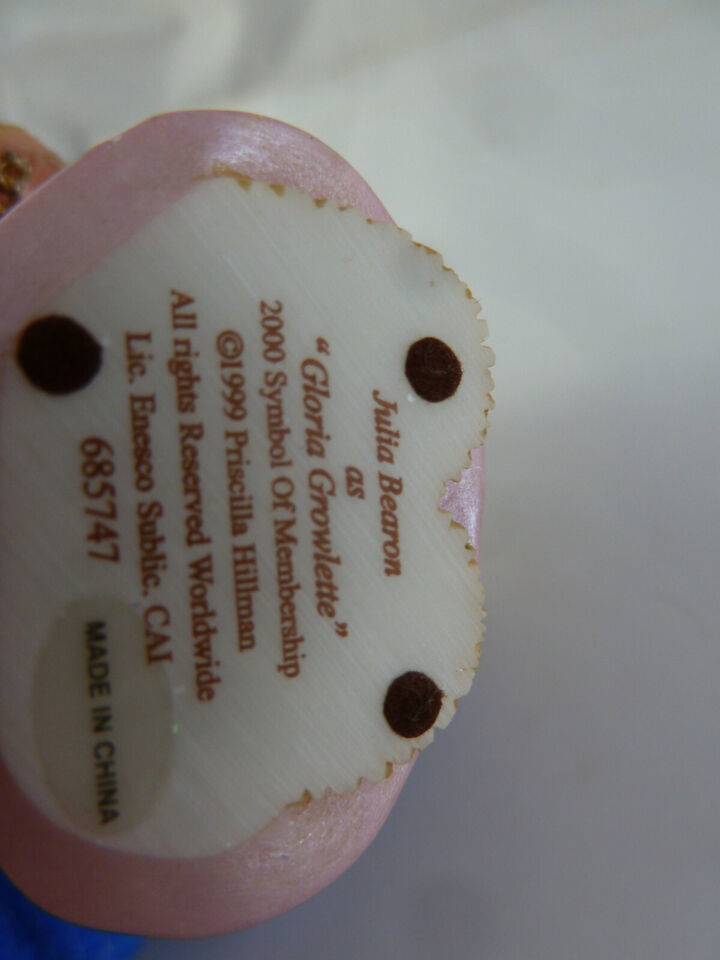 Julia Bearon
as
“Gloria Growlette”
2000 Symbol Of Membership
©1999 Priscilla Hillman
All rights Reserved Worldwide
Lic. Enesco Sublic. CAI
685747
MADE IN CHINA